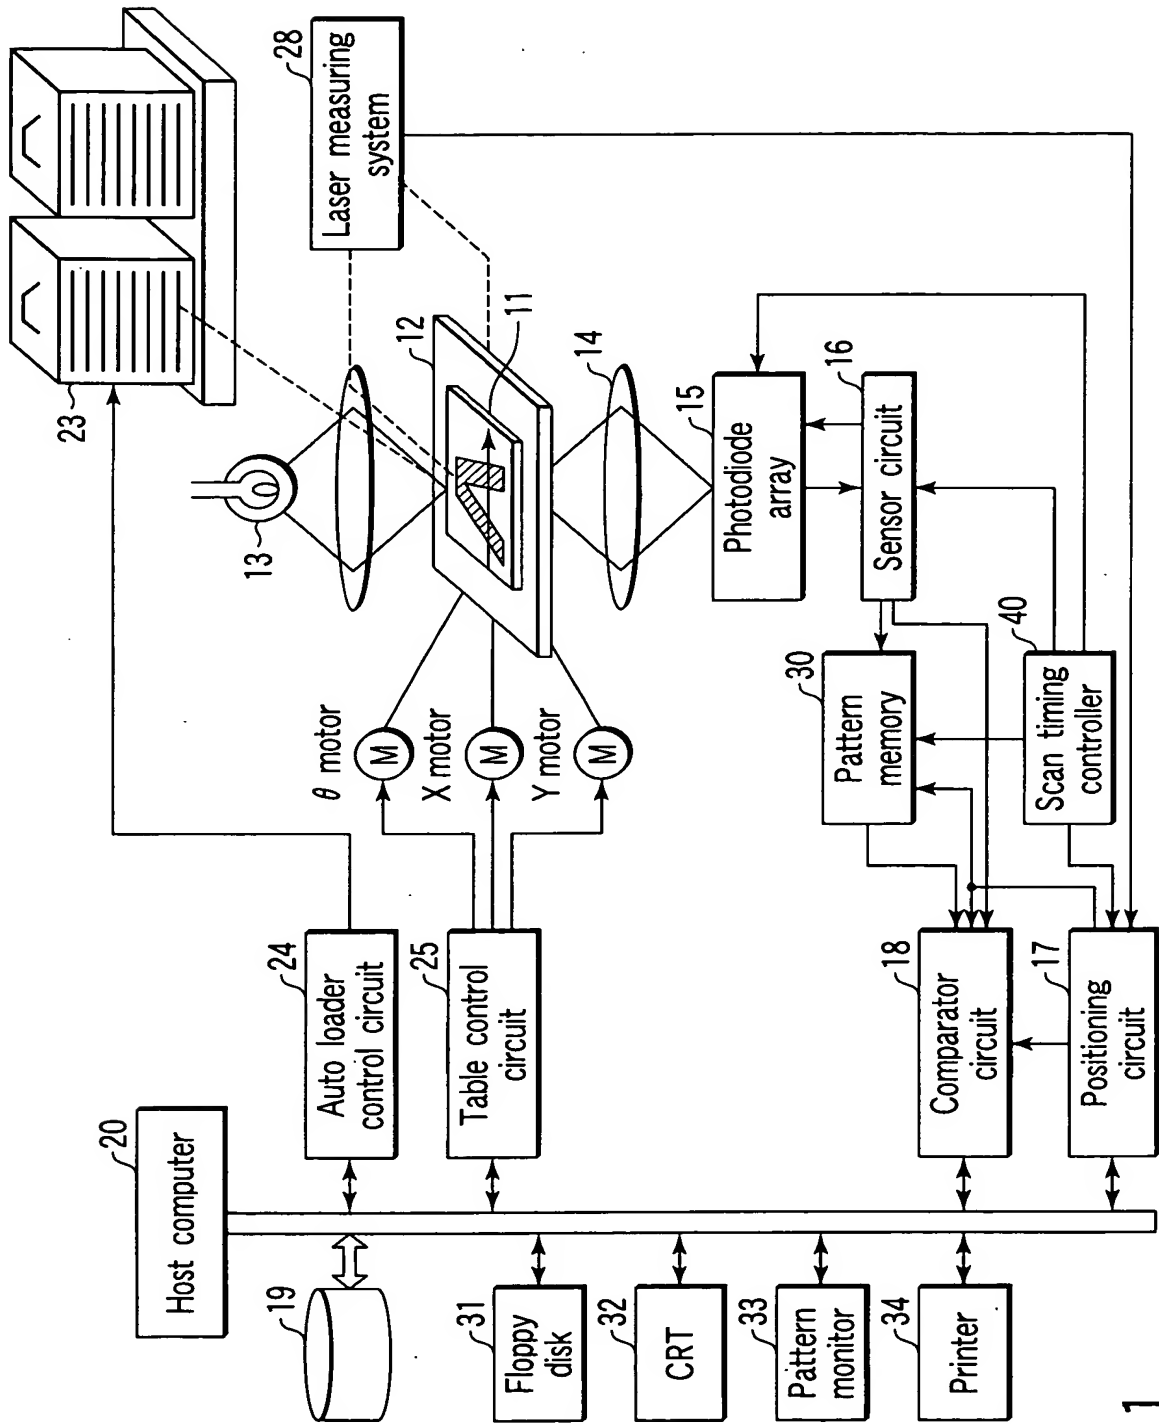 23
13
28
Laser measuring
system
12
11
14
15
Photodiode
array
16
Sensor circuit
θ motor
M
X motor
M
Y motor
M
30
Pattern
memory
40
Scan timing
controller
24
Auto loader
control circuit
25
Table control
circuit
18
Comparator
circuit
17
Positioning
circuit
20
Host computer
19
31
Floppy
disk
32
CRT
33
Pattern
monitor
34
Printer
1